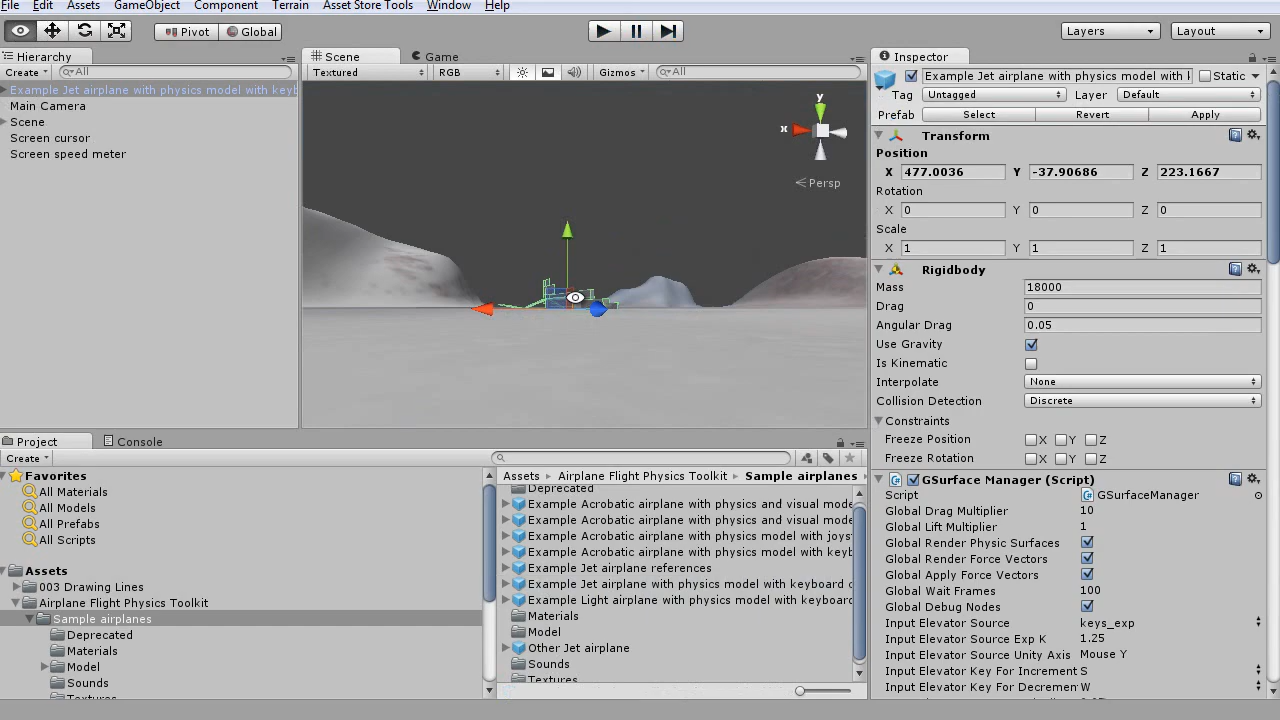 File Edit Assets GameObject Component Terrain Asset Store Tools Window Help
Pivot Global Layers Layout
Hierarchy
Create All
Example Jet airplane with physics model with keyb
Main Camera
Scene
Screen cursor
Screen speed meter
Scene Game
Textured RGB Gizmos All
y
x
Persp
Project Console
Create
Favorites
All Materials
All Models
All Prefabs
All Scripts
Assets
003 Drawing Lines
Airplane Flight Physics Toolkit
Sample airplanes
Deprecated
Materials
Model
Sounds
Textures
Assets Airplane Flight Physics Toolkit Sample airplanes
Deprecated
Example Acrobatic airplane with physics and visual mode
Example Acrobatic airplane with physics and visual mode
Example Acrobatic airplane with physics model with joys
Example Acrobatic airplane with physics model with keyb
Example Jet airplane references
Example Jet airplane with physics model with keyboard c
Example Light airplane with physics model with keyboard
Materials
Model
Other Jet airplane
Sounds
Textures
Inspector
Example Jet airplane with physics model with k Static
Tag Untagged Layer Default
Prefab Select Revert Apply
Transform
Position
X 477.0036 Y -37.90686 Z 223.1667
Rotation
X 0 Y 0 Z 0
Scale
X 1 Y 1 Z 1
Rigidbody
Mass 18000
Drag 0
Angular Drag 0.05
Use Gravity
Is Kinematic
Interpolate None
Collision Detection Discrete
Constraints
Freeze Position X Y Z
Freeze Rotation X Y Z
GSurface Manager (Script)
Script GSurfaceManager
Global Drag Multiplier 10
Global Lift Multiplier 1
Global Render Physic Surfaces
Global Render Force Vectors
Global Apply Force Vectors
Global Wait Frames 100
Global Debug Nodes
Input Elevator Source keys_exp
Input Elevator Source Exp K 1.25
Input Elevator Source Unity Axis Mouse Y
Input Elevator Key For Increment S
Input Elevator Key For Decremen W